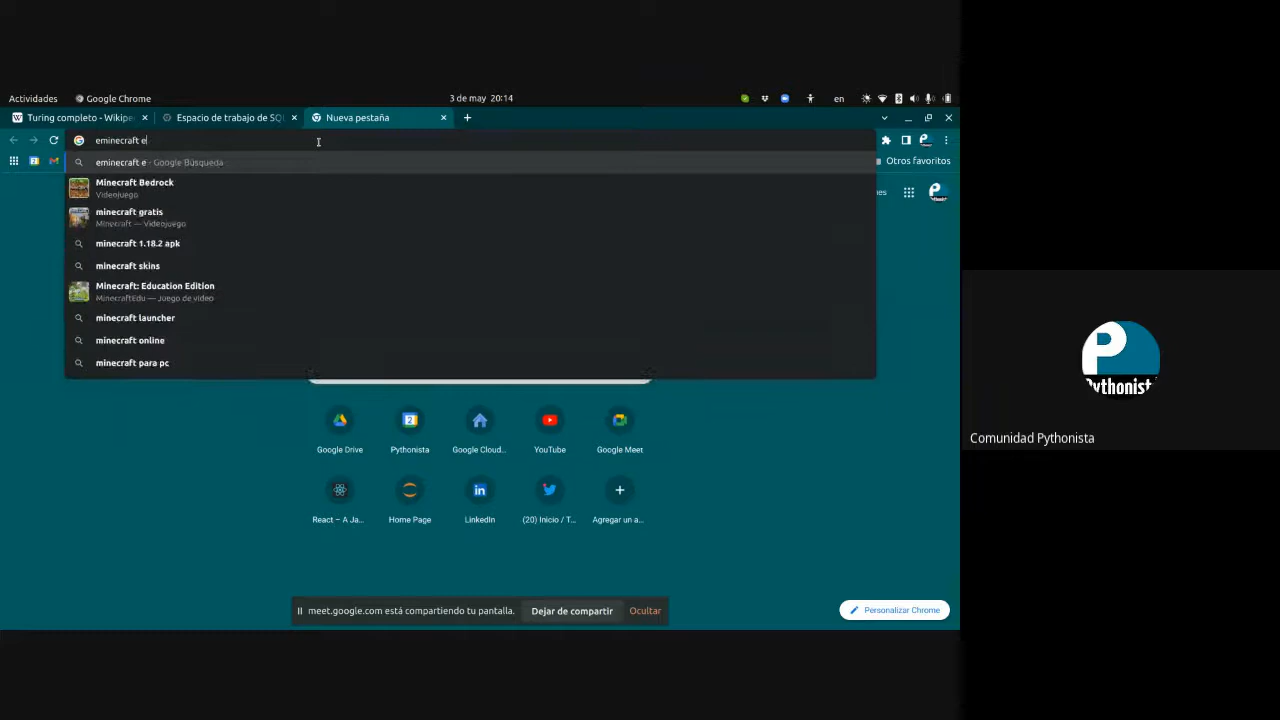 Actividades
Google Chrome
3 de may 20:14
en
Turing completo - Wikipe
Espacio de trabajo de SQL
Nueva pestaña
eminecraft e
Otros favoritos
eminecraft e - Google Búsqueda
Minecraft Bedrock
Videojuego
minecraft gratis
Minecraft — Videojuego
minecraft 1.18.2 apk
minecraft skins
Minecraft: Education Edition
MinecraftEdu — Juego de video
minecraft launcher
minecraft online
minecraft para pc
Google Drive
Pythonista
Google Cloud...
YouTube
Google Meet
React – A Ja...
Home Page
LinkedIn
(20) Inicio / T...
Agregar un a...
meet.google.com está compartiendo tu pantalla.
Dejar de compartir
Ocultar
Personalizar Chrome
Pythonist
Comunidad Pythonista